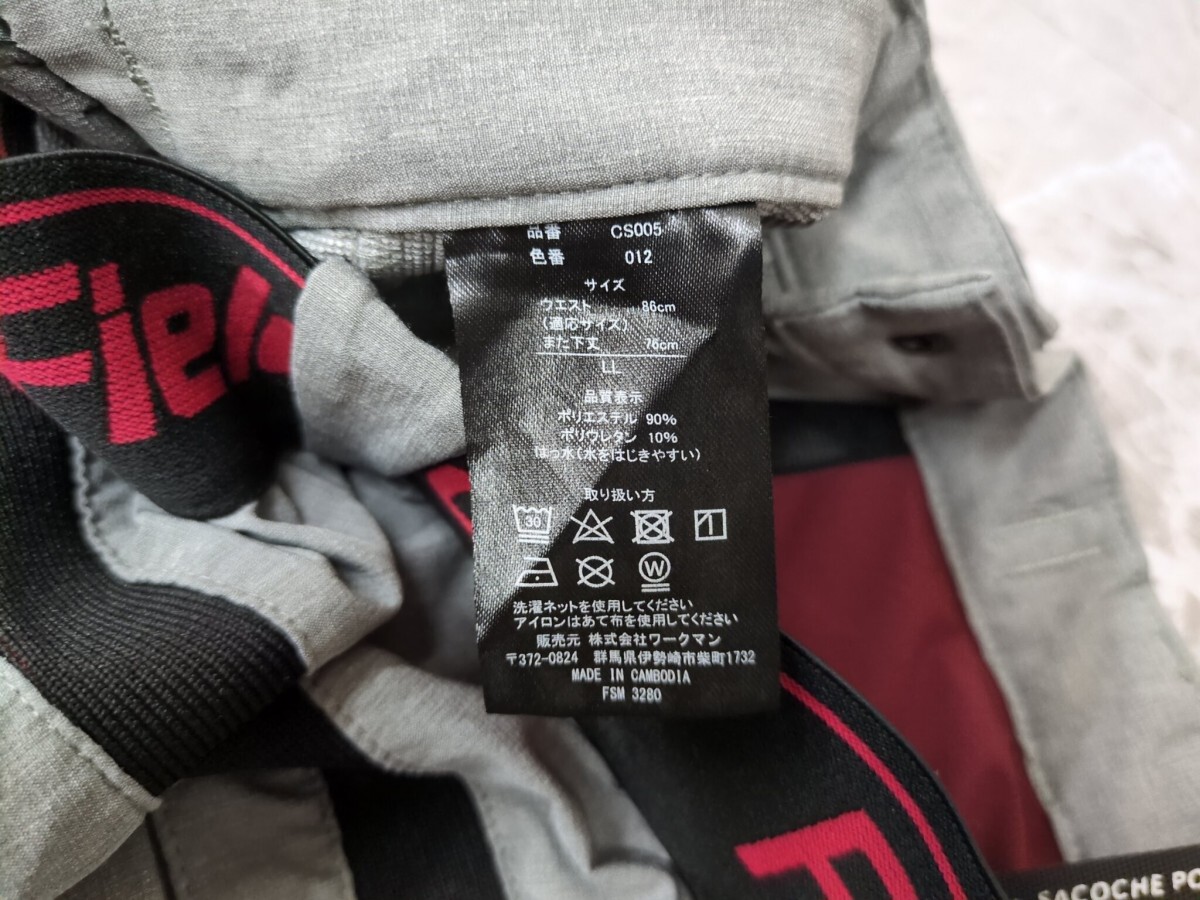 品番 CS005
色番 012
サイズ
ウエスト 86cm
(適応サイズ)
また下丈 76cm
LL
品質表示
ポリエステル 90%
ポリウレタン 10%
はっ水(水をはじきやすい)
取り扱い方
30
W
洗濯ネットを使用してください
アイロンはあて布を使用してください
販売元 株式会社ワークマン
〒372-0824 群馬県伊勢崎市柴町1732
MADE IN CAMBODIA
FSM 3280
SACOCHE PO